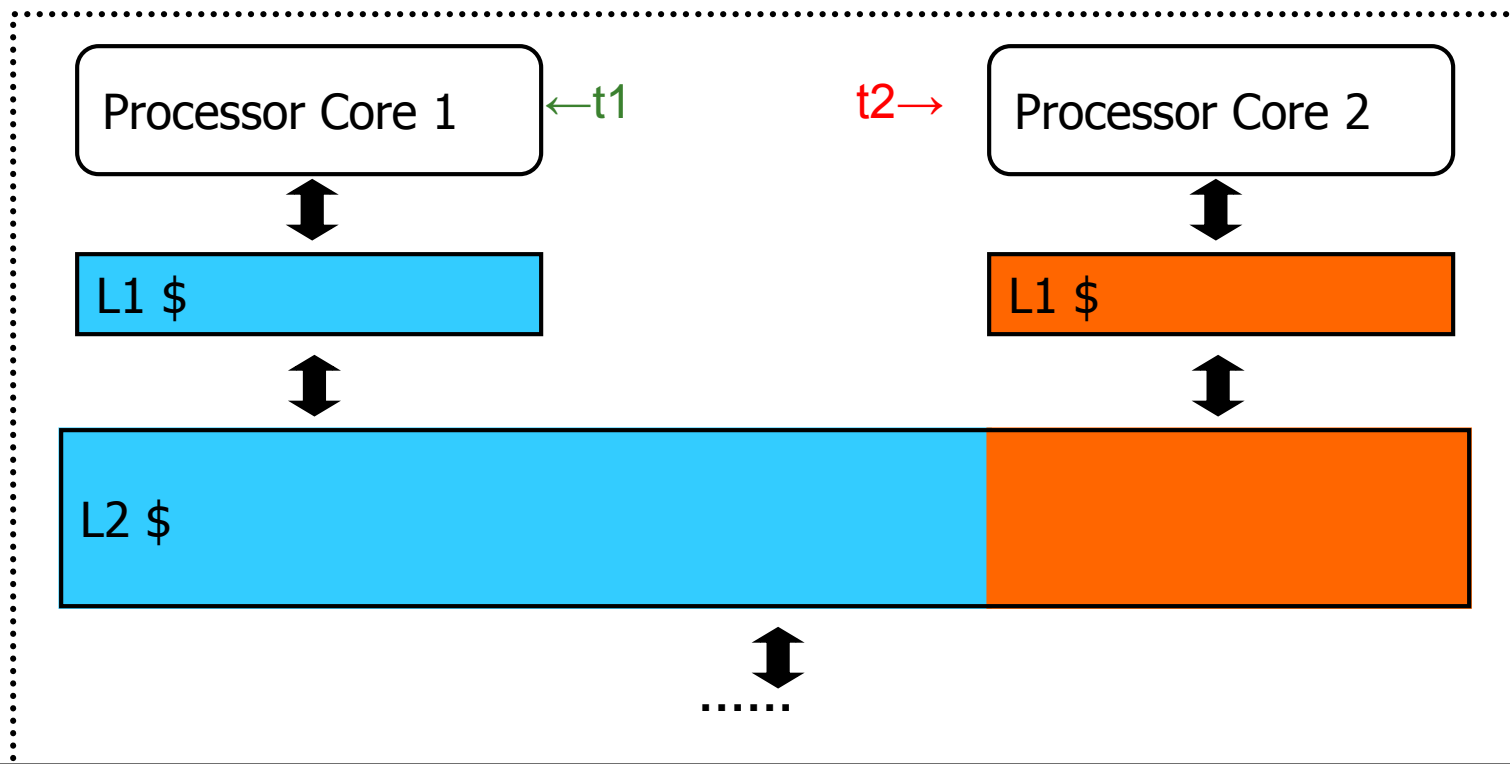 Processor Core 1
←t1
t2→
Processor Core 2
L1 $
L1 $
L2 $
......